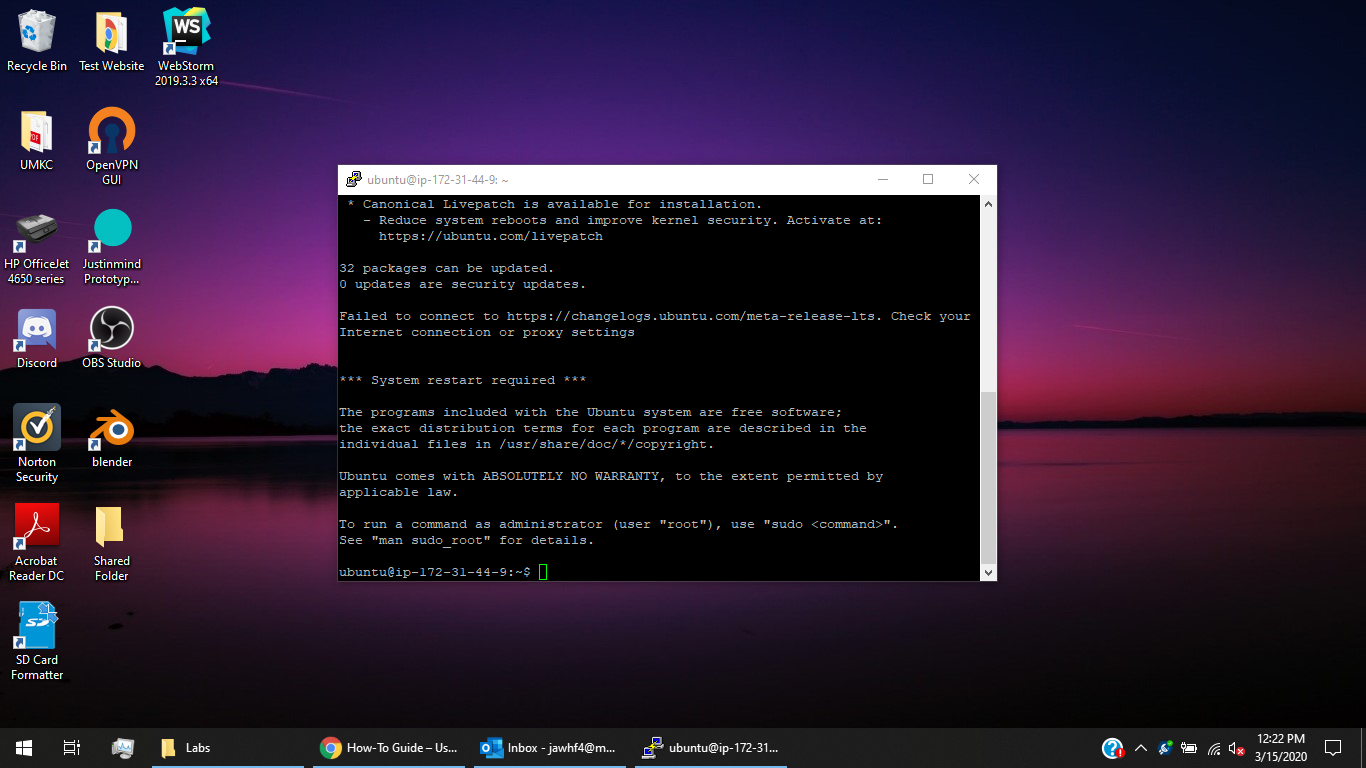 Recycle Bin
Test Website
WS
WebStorm
2019.3.3 x64
PDF
UMKC
OpenVPN
GUI
HP OfficeJet
4650 series
Justinmind
Prototyp...
Discord
OBS Studio
Norton
Security
blender
Acrobat
Reader DC
Shared
Folder
SD
SD Card
Formatter
ubuntu@ip-172-31-44-9: ~
* Canonical Livepatch is available for installation.
- Reduce system reboots and improve kernel security. Activate at:
https://ubuntu.com/livepatch
32 packages can be updated.
0 updates are security updates.
Failed to connect to https://changelogs.ubuntu.com/meta-release-lts. Check your
Internet connection or proxy settings
*** System restart required ***
The programs included with the Ubuntu system are free software;
the exact distribution terms for each program are described in the
individual files in /usr/share/doc/*/copyright.
Ubuntu comes with ABSOLUTELY NO WARRANTY, to the extent permitted by
applicable law.
To run a command as administrator (user "root"), use "sudo <command>".
See "man sudo_root" for details.
ubuntu@ip-172-31-44-9:~$
Labs
How-To Guide – Us...
Inbox - jawhf4@m...
ubuntu@ip-172-31...
12:22 PM
3/15/2020